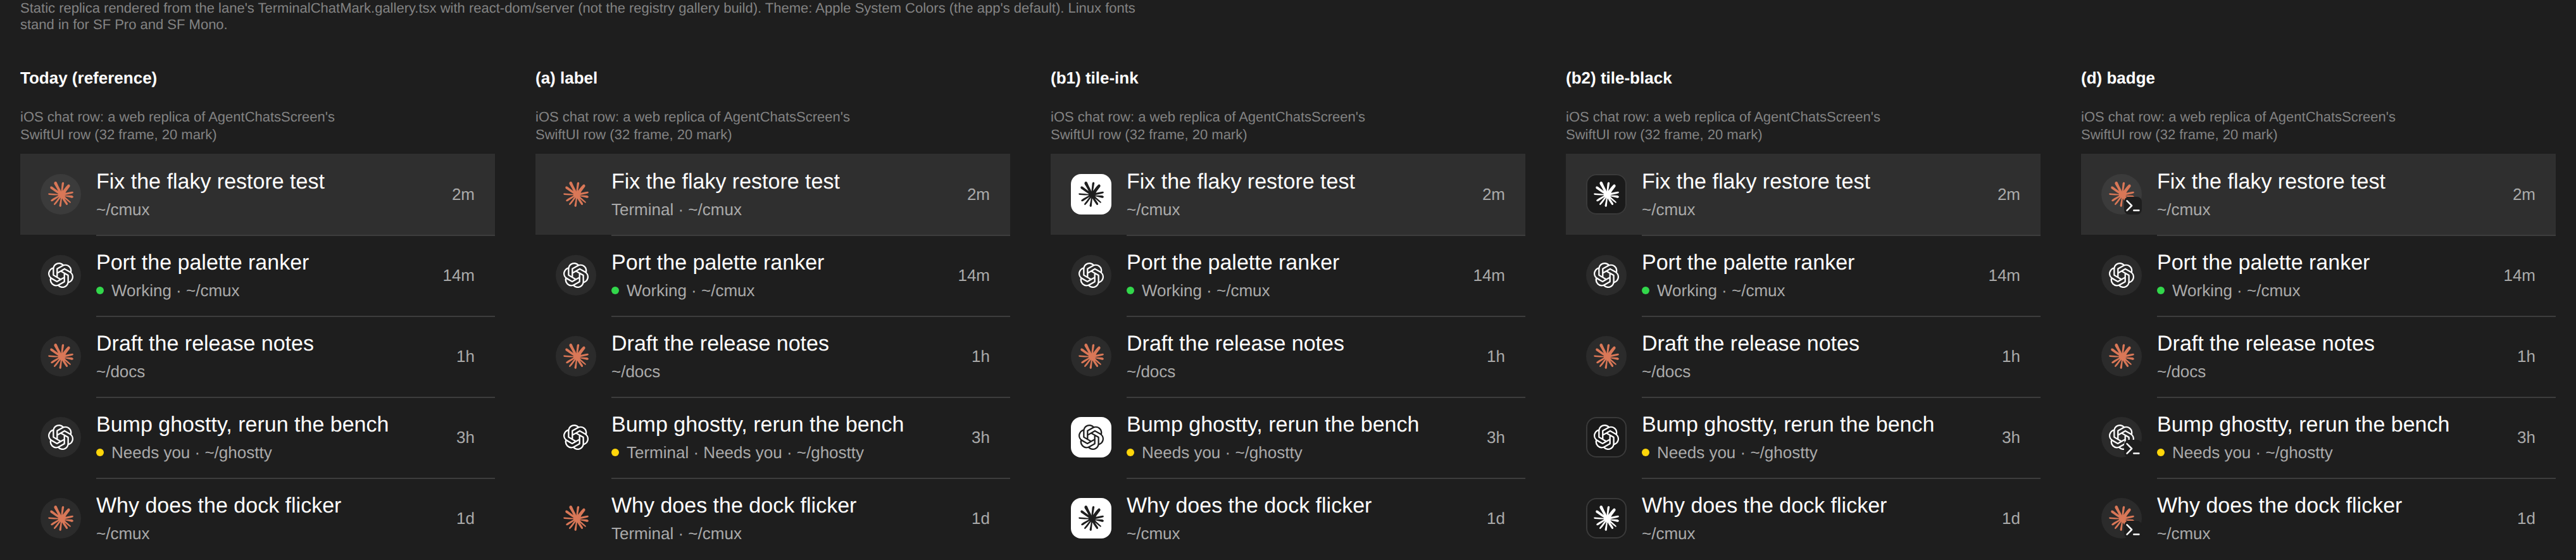 Static replica rendered from the lane's TerminalChatMark.gallery.tsx with react-dom/server (not the registry gallery build). Theme: Apple System Colors (the app's default). Linux fonts
stand in for SF Pro and SF Mono.
Today (reference)
iOS chat row: a web replica of AgentChatsScreen's
SwiftUI row (32 frame, 20 mark)
Fix the flaky restore test
~/cmux
2m
Port the palette ranker
Working · ~/cmux
14m
Draft the release notes
~/docs
1h
Bump ghostty, rerun the bench
Needs you · ~/ghostty
3h
Why does the dock flicker
~/cmux
1d
(a) label
iOS chat row: a web replica of AgentChatsScreen's
SwiftUI row (32 frame, 20 mark)
Fix the flaky restore test
Terminal · ~/cmux
2m
Port the palette ranker
Working · ~/cmux
14m
Draft the release notes
~/docs
1h
Bump ghostty, rerun the bench
Terminal · Needs you · ~/ghostty
3h
Why does the dock flicker
Terminal · ~/cmux
1d
(b1) tile-ink
iOS chat row: a web replica of AgentChatsScreen's
SwiftUI row (32 frame, 20 mark)
Fix the flaky restore test
~/cmux
2m
Port the palette ranker
Working · ~/cmux
14m
Draft the release notes
~/docs
1h
Bump ghostty, rerun the bench
Needs you · ~/ghostty
3h
Why does the dock flicker
~/cmux
1d
(b2) tile-black
iOS chat row: a web replica of AgentChatsScreen's
SwiftUI row (32 frame, 20 mark)
Fix the flaky restore test
~/cmux
2m
Port the palette ranker
Working · ~/cmux
14m
Draft the release notes
~/docs
1h
Bump ghostty, rerun the bench
Needs you · ~/ghostty
3h
Why does the dock flicker
~/cmux
1d
(d) badge
iOS chat row: a web replica of AgentChatsScreen's
SwiftUI row (32 frame, 20 mark)
Fix the flaky restore test
~/cmux
2m
Port the palette ranker
Working · ~/cmux
14m
Draft the release notes
~/docs
1h
Bump ghostty, rerun the bench
Needs you · ~/ghostty
3h
Why does the dock flicker
~/cmux
1d